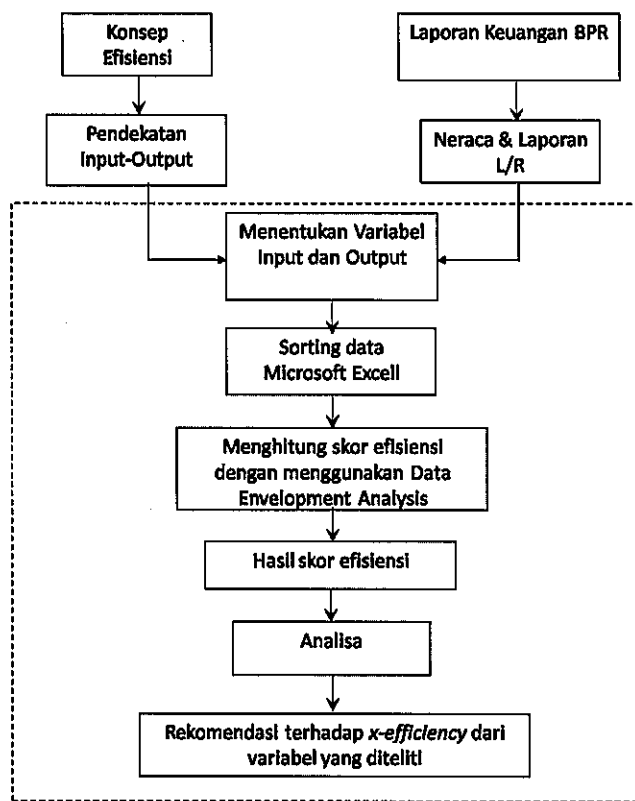 Konsep
Efisiensi
Laporan Keuangan BPR
Pendekatan
Input-Output
Neraca & Laporan
L/R
Menentukan Variabel
Input dan Output
Sorting data
Microsoft Excell
Menghitung skor efisiensi
dengan menggunakan Data
Envelopment Analysis
Hasil skor efisiensi
Analisa
Rekomendasi terhadap x-efficiency dari
variabel yang diteliti